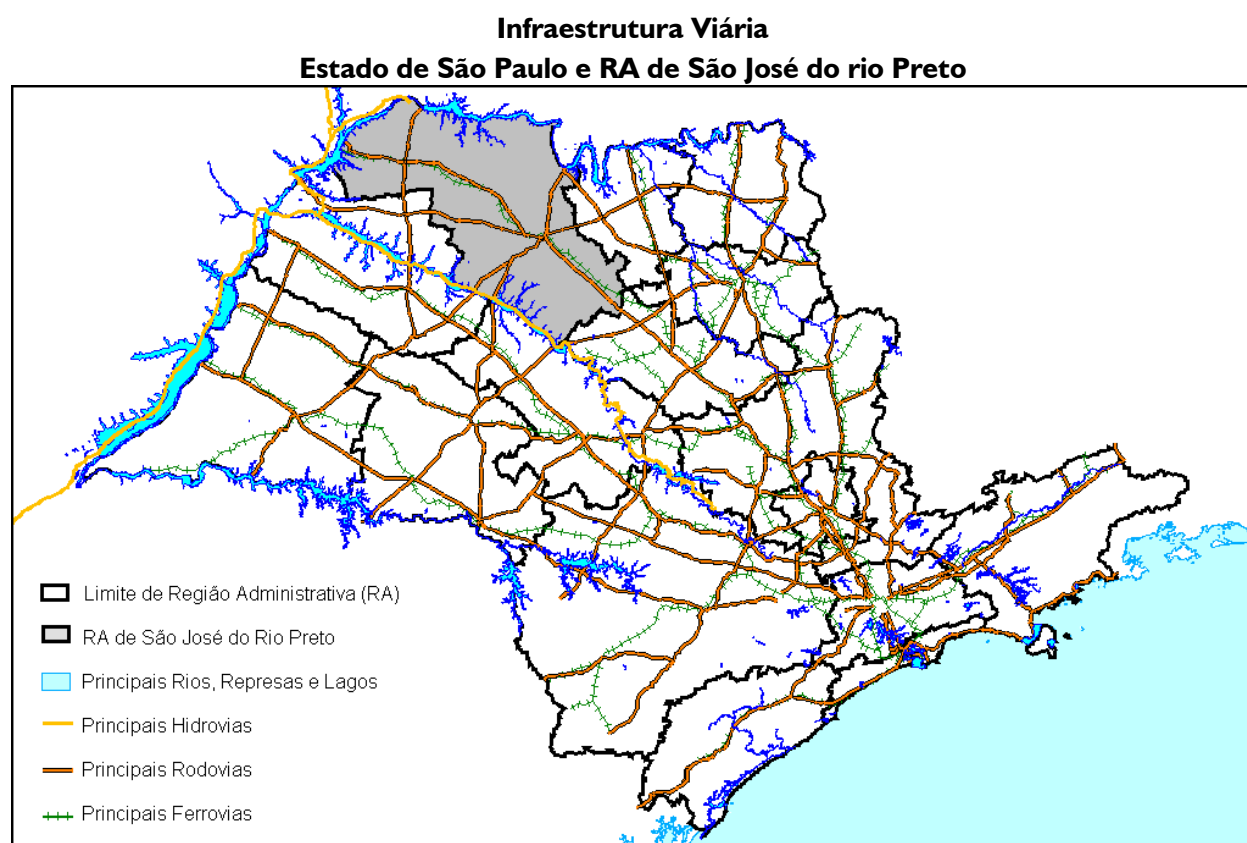 Infraestrutura Viária
Estado de São Paulo e RA de São José do rio Preto
Limite de Região Administrativa (RA)
RA de São José do Rio Preto
Principais Rios, Represas e Lagos
Principais Hidrovias
Principais Rodovias
Principais Ferrovias